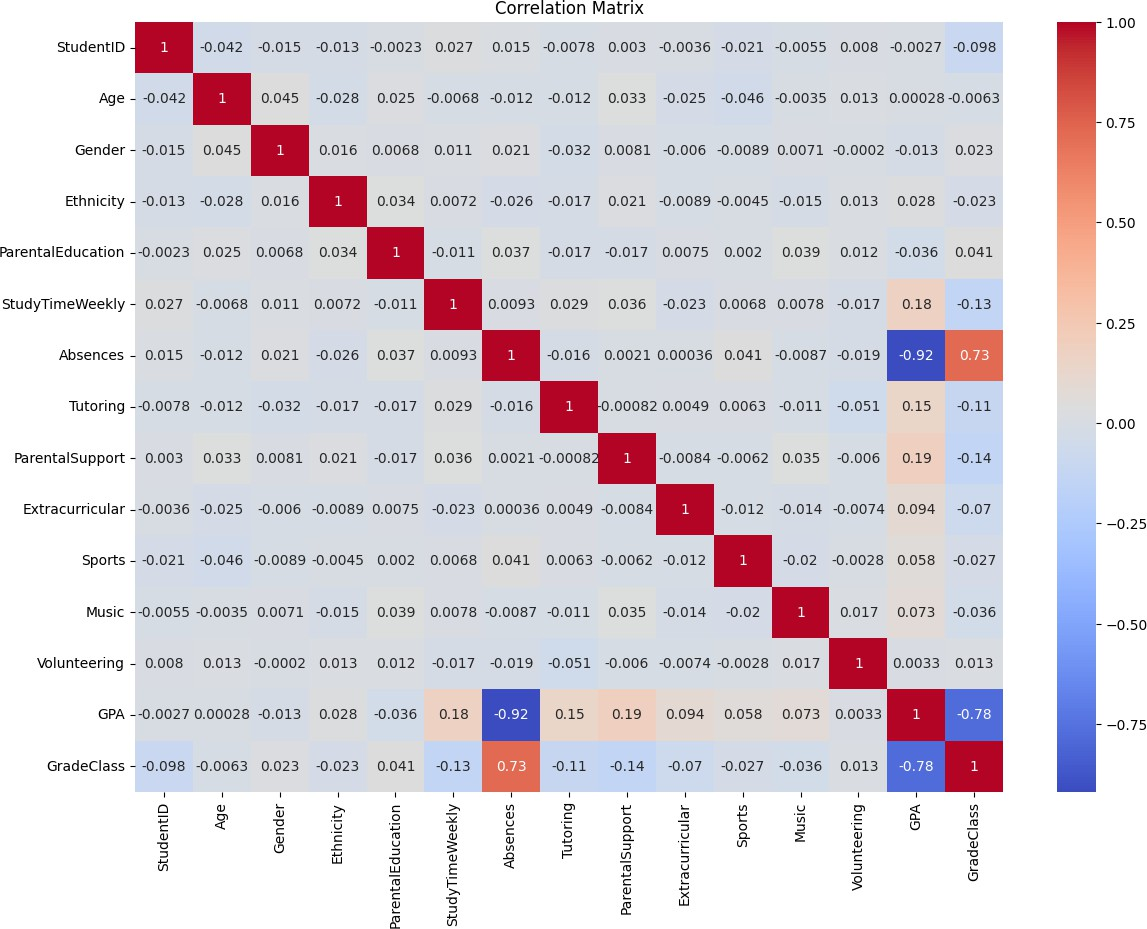 Correlation Matrix
StudentID 1 -0.042 -0.015 -0.013 -0.0023 0.027 0.015 -0.0078 0.003 -0.0036 -0.021 -0.0055 0.008 -0.0027 -0.098
Age -0.042 1 0.045 -0.028 0.025 -0.0068 -0.012 -0.012 0.033 -0.025 -0.046 -0.0035 0.013 0.00028 -0.0063
Gender -0.015 0.045 1 0.016 0.0068 0.011 0.021 -0.032 0.0081 -0.006 -0.0089 0.0071 -0.0002 -0.013 0.023
Ethnicity -0.013 -0.028 0.016 1 0.034 0.0072 -0.026 -0.017 0.021 -0.0089 -0.0045 -0.015 0.013 0.028 -0.023
ParentalEducation -0.0023 0.025 0.0068 0.034 1 -0.011 0.037 -0.017 -0.017 0.0075 0.002 0.039 0.012 -0.036 0.041
StudyTimeWeekly 0.027 -0.0068 0.011 0.0072 -0.011 1 0.0093 0.029 0.036 -0.023 0.0068 0.0078 -0.017 0.18 -0.13
Absences 0.015 -0.012 0.021 -0.026 0.037 0.0093 1 -0.016 0.0021 0.00036 0.041 -0.0087 -0.019 -0.92 0.73
Tutoring -0.0078 -0.012 -0.032 -0.017 -0.017 0.029 -0.016 1 -0.00082 0.0049 0.0063 -0.011 -0.051 0.15 -0.11
ParentalSupport 0.003 0.033 0.0081 0.021 -0.017 0.036 0.0021 -0.00082 1 -0.0084 -0.0062 0.035 -0.006 0.19 -0.14
Extracurricular -0.0036 -0.025 -0.006 -0.0089 0.0075 -0.023 0.00036 0.0049 -0.0084 1 -0.012 -0.014 -0.0074 0.094 -0.07
Sports -0.021 -0.046 -0.0089 -0.0045 0.002 0.0068 0.041 0.0063 -0.0062 -0.012 1 -0.02 -0.0028 0.058 -0.027
Music -0.0055 -0.0035 0.0071 -0.015 0.039 0.0078 -0.0087 -0.011 0.035 -0.014 -0.02 1 0.017 0.073 -0.036
Volunteering 0.008 0.013 -0.0002 0.013 0.012 -0.017 -0.019 -0.051 -0.006 -0.0074 -0.0028 0.017 1 0.0033 0.013
GPA -0.0027 0.00028 -0.013 0.028 -0.036 0.18 -0.92 0.15 0.19 0.094 0.058 0.073 0.0033 1 -0.78
GradeClass -0.098 -0.0063 0.023 -0.023 0.041 -0.13 0.73 -0.11 -0.14 -0.07 -0.027 -0.036 0.013 -0.78 1
StudentID
Age
Gender
Ethnicity
ParentalEducation
StudyTimeWeekly
Absences
Tutoring
ParentalSupport
Extracurricular
Sports
Music
Volunteering
GPA
GradeClass
1.00
0.75
0.50
0.25
0.00
−0.25
−0.50
−0.75